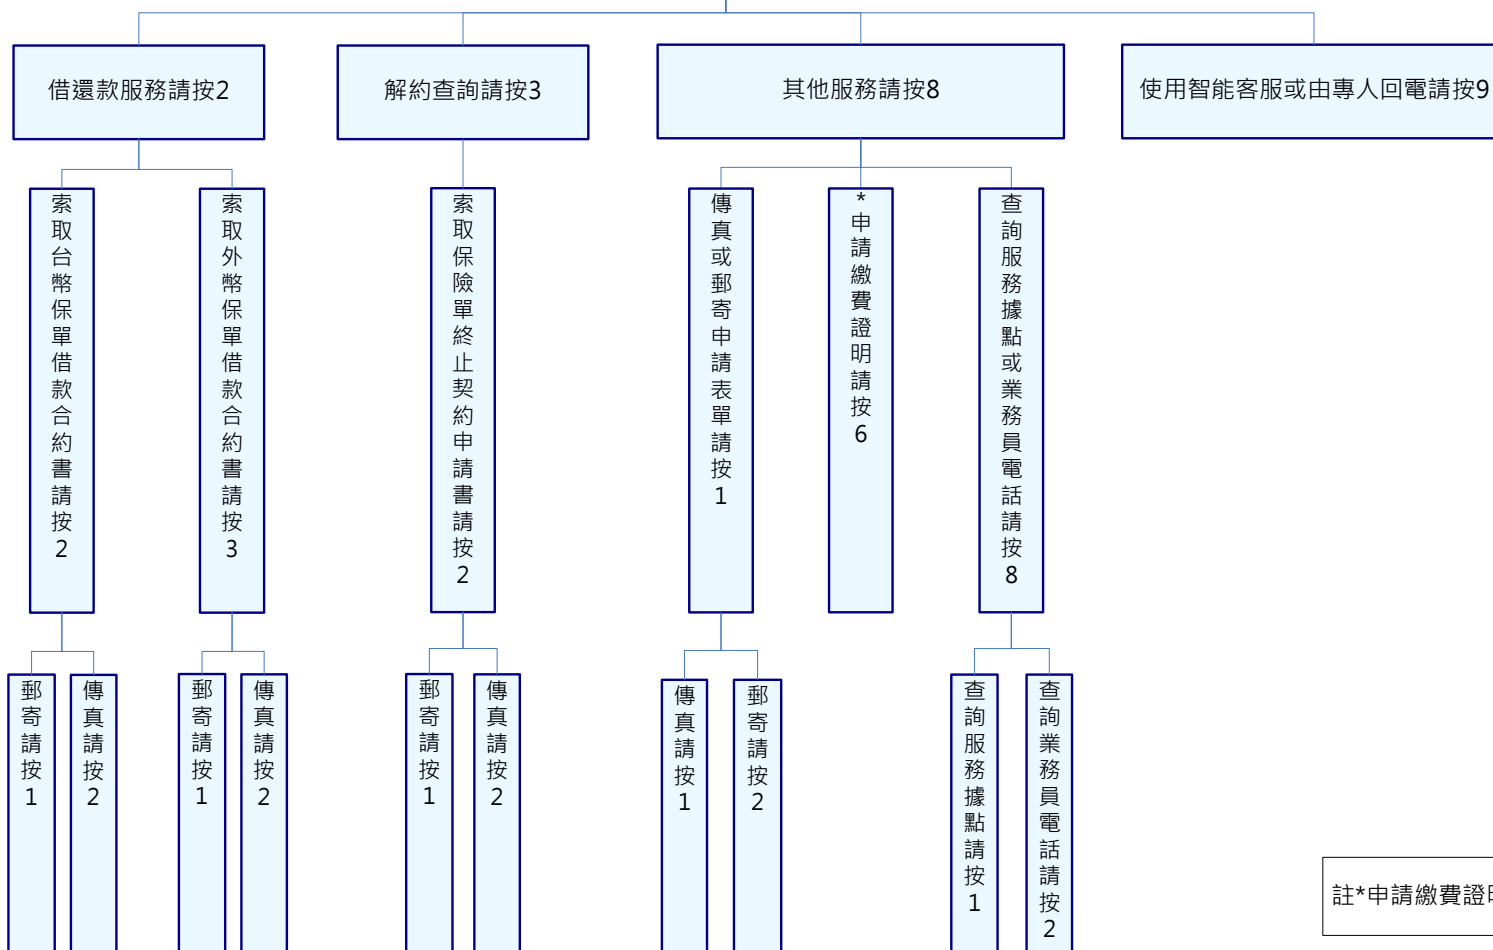 借還款服務請按2
解約查詢請按3
其他服務請按8
使用智能客服或由專人回電請按9
索取台幣保單借款合約書請按2
索取外幣保單借款合約書請按3
索取保險單終止契約申請書請按2
傳真或郵寄申請表單請按1
*申請繳費證明請按6
查詢服務據點或業務員電話請按8
郵寄請按1
傳真請按2
郵寄請按1
傳真請按2
郵寄請按1
傳真請按2
傳真請按1
郵寄請按2
查詢服務據點請按1
查詢業務員電話請按2
註*申請繳費證